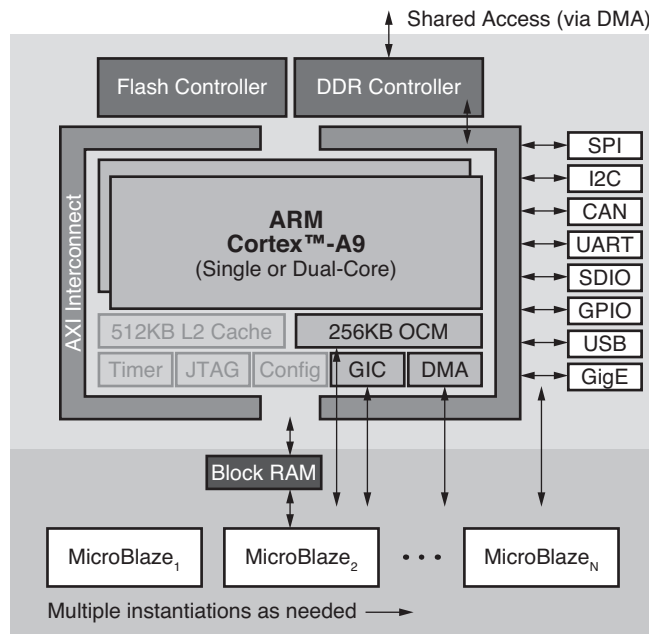 Shared Access (via DMA)
Flash Controller
DDR Controller
AXI Interconnect
ARM
Cortex™-A9
(Single or Dual-Core)
512KB L2 Cache
256KB OCM
Timer
JTAG
Config
GIC
DMA
SPI
I2C
CAN
UART
SDIO
GPIO
USB
GigE
Block RAM
MicroBlaze₁
MicroBlaze₂
• • •
MicroBlazeN
Multiple instantiations as needed